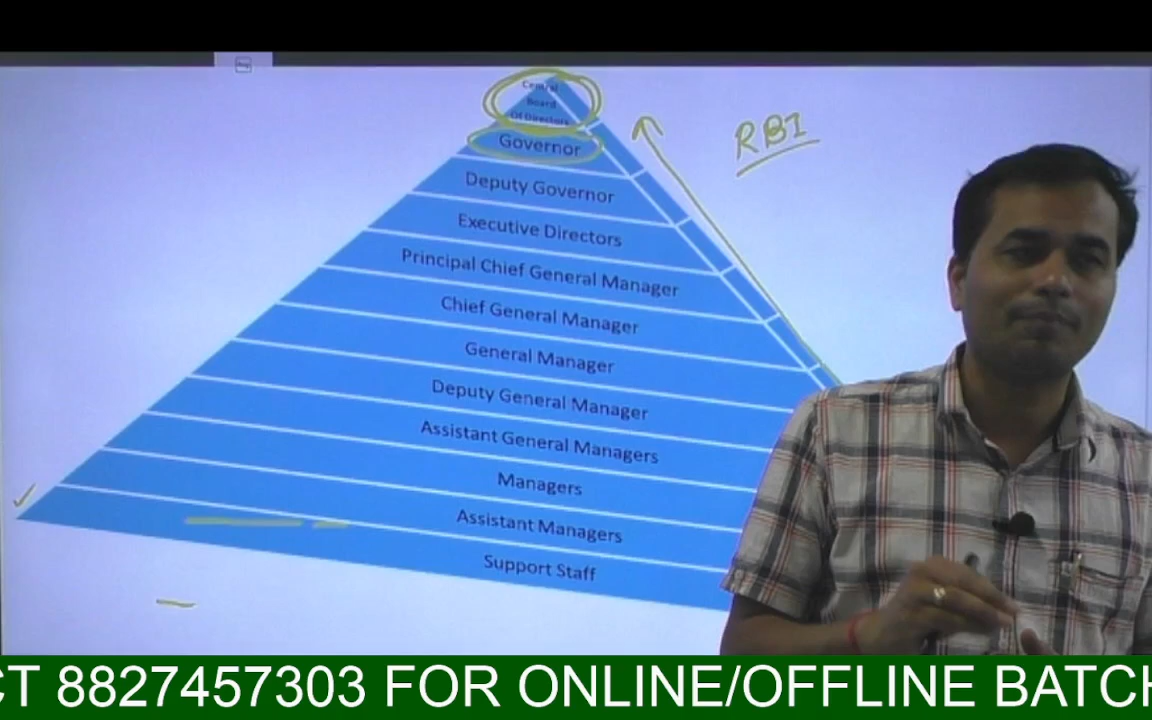 Central
Board
Of Directors
Governor
RBI
Deputy Governor
Executive Directors
Principal Chief General Manager
Chief General Manager
General Manager
Deputy General Manager
Assistant General Managers
Managers
Assistant Managers
Support Staff
CT 8827457303 FOR ONLINE/OFFLINE BATCH